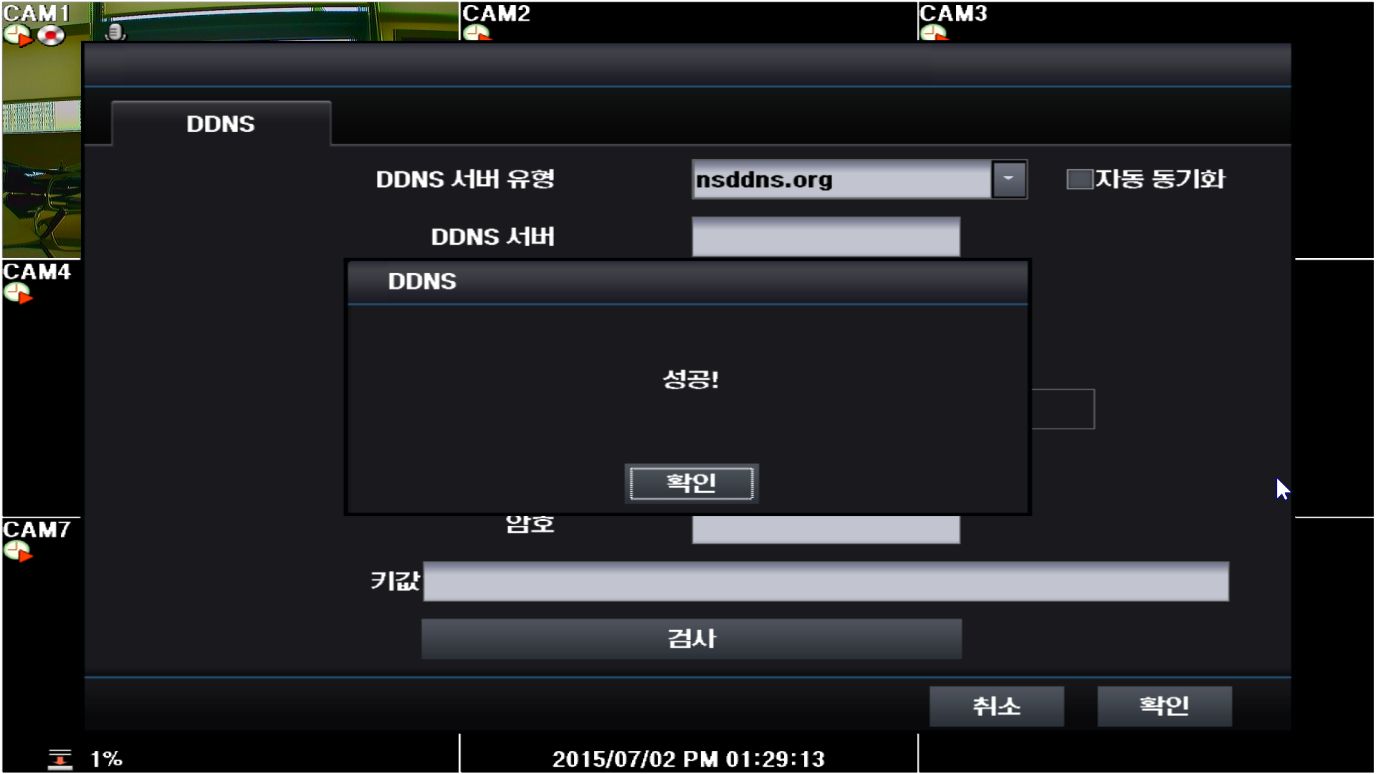 CAM1
CAM2
CAM3
DDNS
DDNS 서버 유형
nsddns.org
자동 동기화
DDNS 서버
CAM4
DDNS
성공!
확인
CAM7
암호
키값
검사
취소
확인
1%
2015/07/02 PM 01:29:13